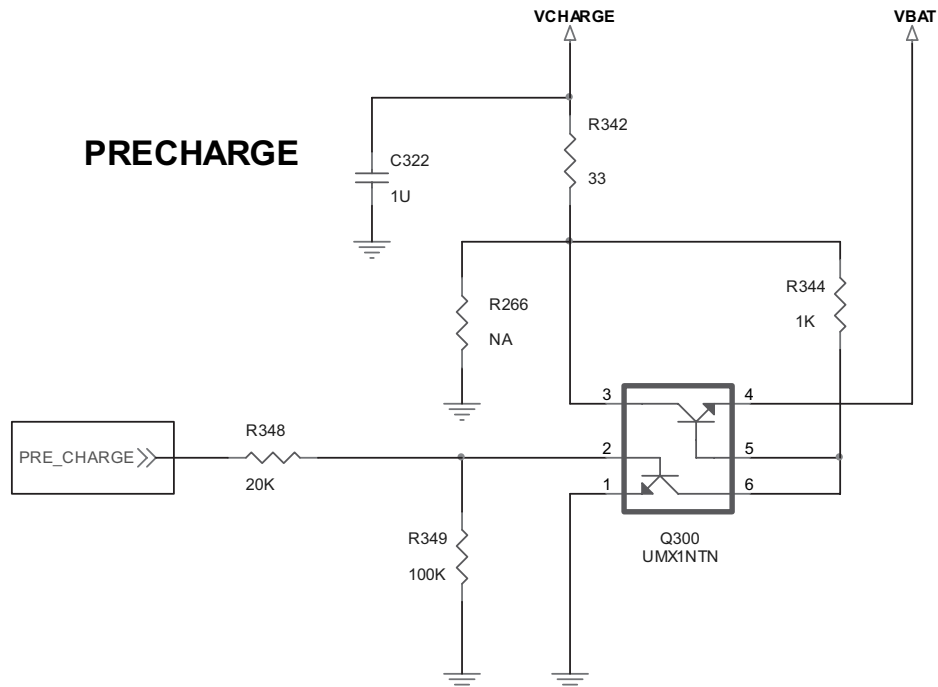 VCHARGE
VBAT
R342
PRECHARGE
C322
33
1U
R344
R266
1K
NA
3
4
R348
PRE_CHARGE
2
5
20K
1
6
R349
Q300
UMX1NTN
100K